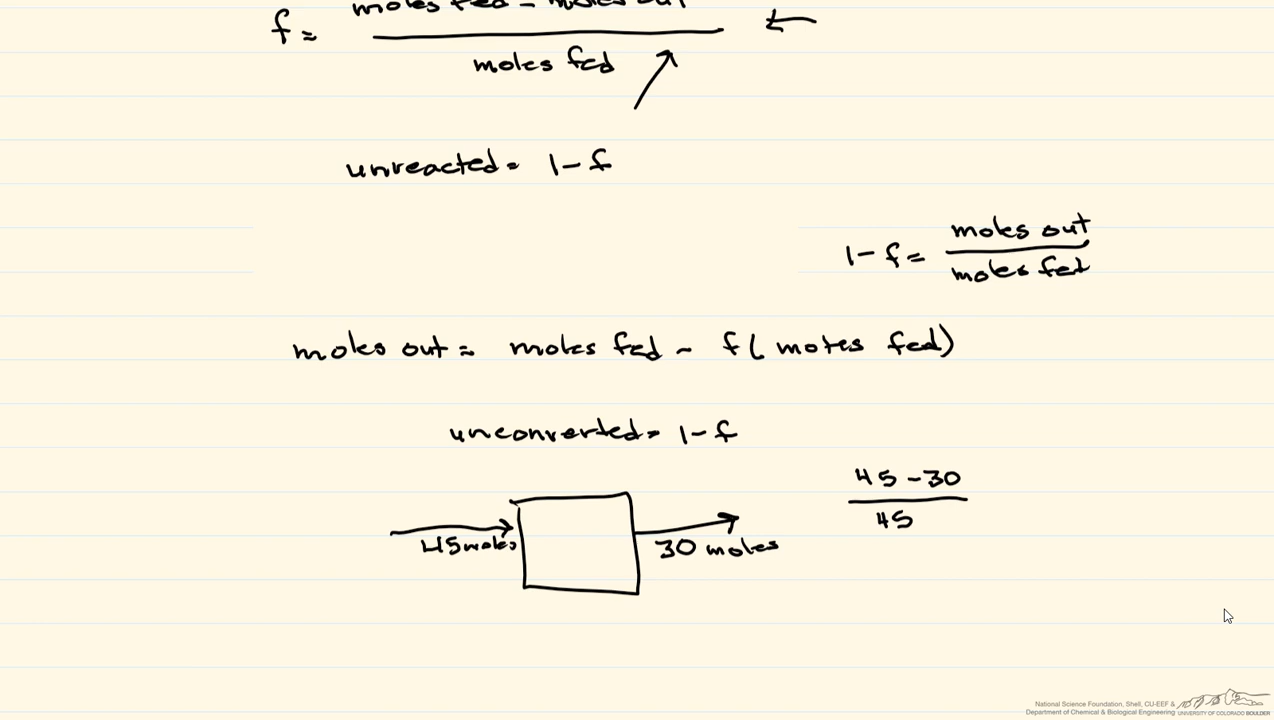 f = moles fed - moles out
moles fed
unreacted = 1 - f
1 - f = moles out
moles fed
moles out = moles fed - f(moles fed)
unconverted = 1 - f
45 - 30
45
45 moles
30 moles
National Science Foundation, Shell, CU-EEF &
Department of Chemical & Biological Engineering UNIVERSITY OF COLORADO BOULDER